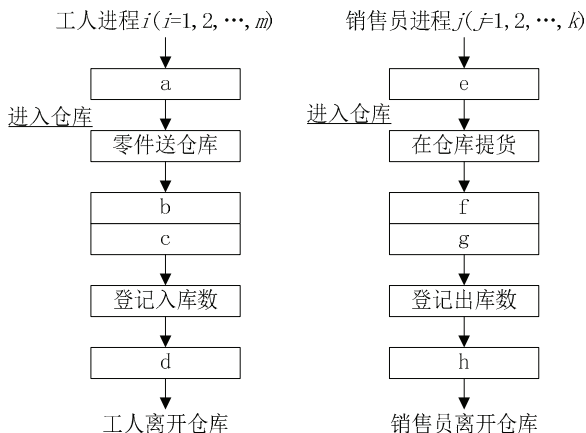 工人进程i(i=1,2,…,m)
a
进入仓库
零件送仓库
b
c
登记入库数
d
工人离开仓库
销售员进程j(j=1,2,…,k)
e
进入仓库
在仓库提货
f
g
登记出库数
h
销售员离开仓库